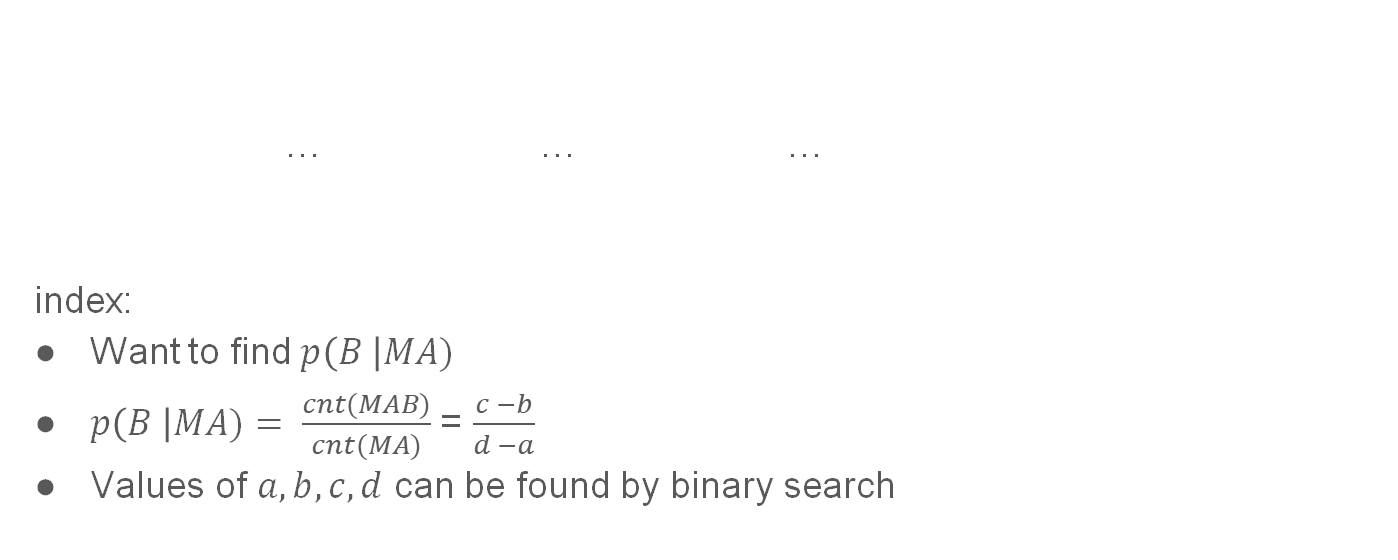 ... ... ...
index:
● Want to find p(B |MA)
● p(B |MA) = cnt(MAB)/cnt(MA) = c −b/d −a
● Values of a, b, c, d can be found by binary search